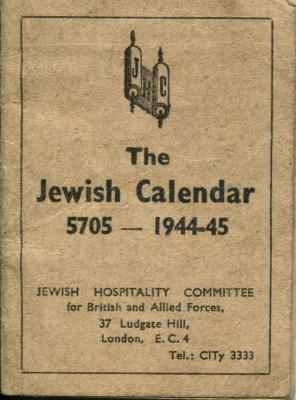 J C
The
Jewish Calendar
5705 — 1944-45
JEWISH HOSPITALITY COMMITTEE
for British and Allied Forces,
37 Ludgate Hill,
London, E. C. 4
Tel.: CITy 3333